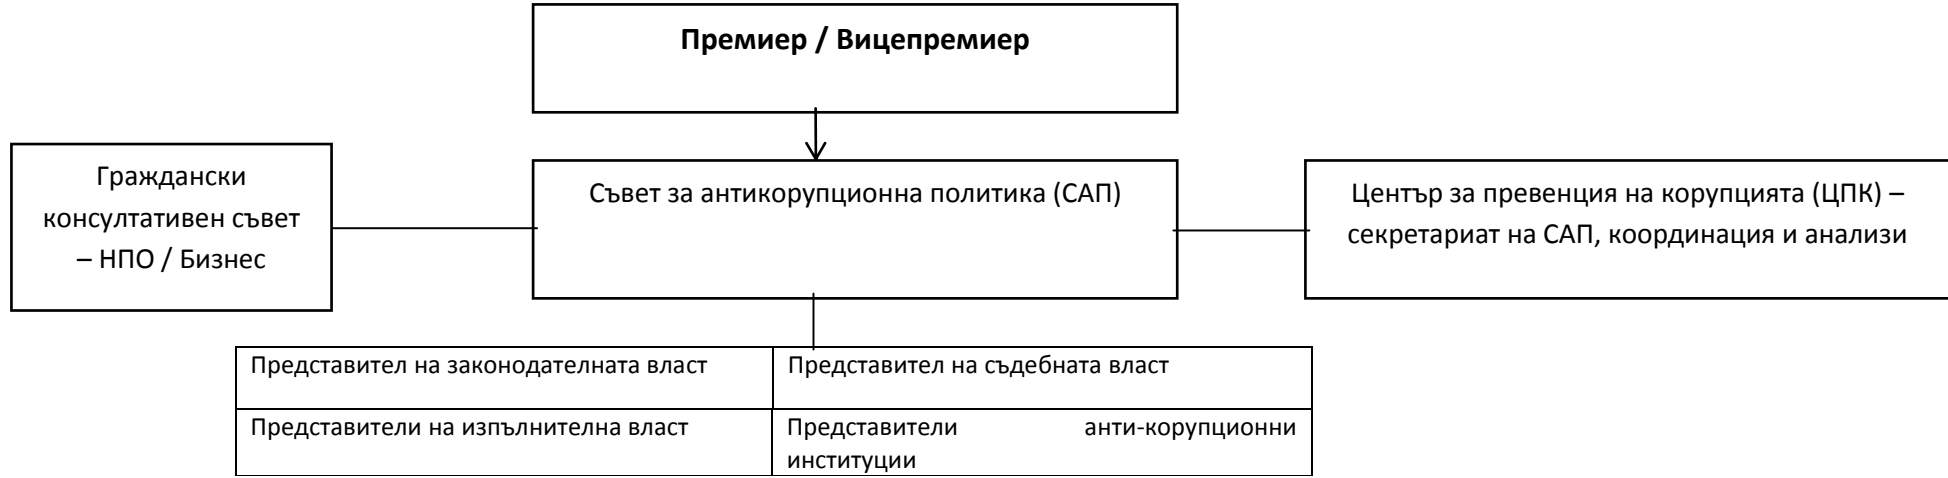 Премиер / Вицепремиер
Граждански
консултативен съвет
– НПО / Бизнес
Съвет за антикорупционна политика (САП)
Център за превенция на корупцията (ЦПК) –
секретариат на САП, координация и анализи
Представител на законодателната власт
Представител на съдебната власт
Представители на изпълнителна власт
Представители анти-корупционни
институции